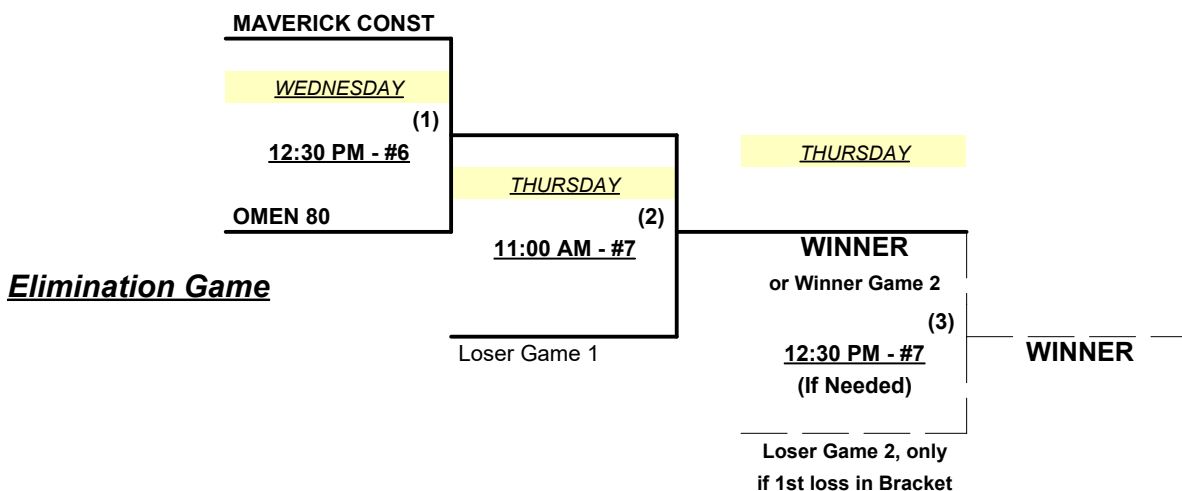 MAVERICK CONST
WEDNESDAY
(1)
12:30 PM - #6
OMEN 80
Elimination Game
THURSDAY
(2)
11:00 AM - #7
Loser Game 1
THURSDAY
WINNER
or Winner Game 2
(3)
12:30 PM - #7
(If Needed)
Loser Game 2, only
if 1st loss in Bracket
WINNER